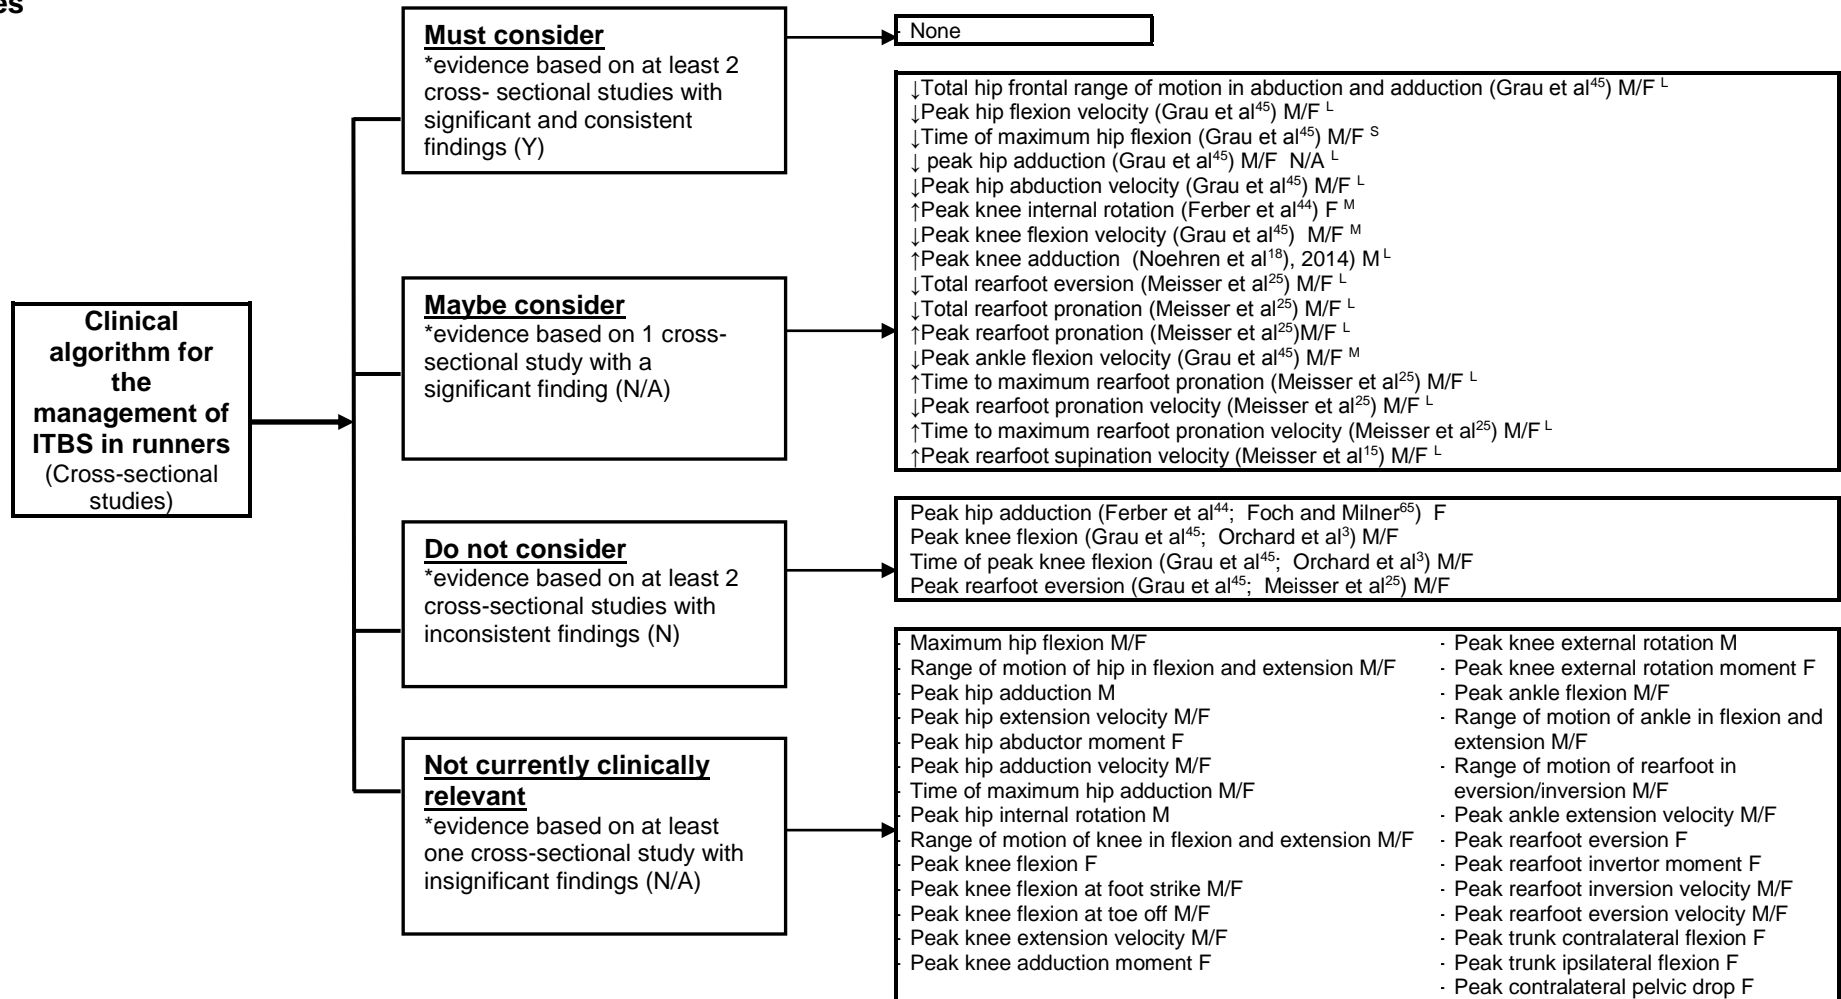 es
Clinical
algorithm for
the
management of
ITBS in runners
(Cross-sectional
studies)
Must consider
*evidence based on at least 2
cross- sectional studies with
significant and consistent
findings (Y)
- None
Maybe consider
*evidence based on 1 cross-
sectional study with a
significant finding (N/A)
↓Total hip frontal range of motion in abduction and adduction (Grau et al45) M/F L
↓Peak hip flexion velocity (Grau et al45) M/F L
↓Time of maximum hip flexion (Grau et al45) M/F S
↓ peak hip adduction (Grau et al45) M/F N/A L
↓Peak hip abduction velocity (Grau et al45) M/F L
↑Peak knee internal rotation (Ferber et al44) F M
↓Peak knee flexion velocity (Grau et al45) M/F M
↑Peak knee adduction (Noehren et al18), 2014) M L
↓Total rearfoot eversion (Meisser et al25) M/F L
↓Total rearfoot pronation (Meisser et al25) M/F L
↑Peak rearfoot pronation (Meisser et al25)M/F L
↓Peak ankle flexion velocity (Grau et al45) M/F M
↑Time to maximum rearfoot pronation (Meisser et al25) M/F L
↓Peak rearfoot pronation velocity (Meisser et al25) M/F L
↑Time to maximum rearfoot pronation velocity (Meisser et al25) M/F L
↑Peak rearfoot supination velocity (Meisser et al15) M/F L
Do not consider
*evidence based on at least 2
cross-sectional studies with
inconsistent findings (N)
Peak hip adduction (Ferber et al44; Foch and Milner65) F
Peak knee flexion (Grau et al45; Orchard et al3) M/F
Time of peak knee flexion (Grau et al45; Orchard et al3) M/F
Peak rearfoot eversion (Grau et al45; Meisser et al25) M/F
Not currently clinically
relevant
*evidence based on at least
one cross-sectional study with
insignificant findings (N/A)
- Maximum hip flexion M/F
- Range of motion of hip in flexion and extension M/F
- Peak hip adduction M
- Peak hip extension velocity M/F
- Peak hip abductor moment F
- Peak hip adduction velocity M/F
- Time of maximum hip adduction M/F
- Peak hip internal rotation M
- Range of motion of knee in flexion and extension M/F
- Peak knee flexion F
- Peak knee flexion at foot strike M/F
- Peak knee flexion at toe off M/F
- Peak knee extension velocity M/F
- Peak knee adduction moment F
- Peak knee external rotation M
- Peak knee external rotation moment F
- Peak ankle flexion M/F
- Range of motion of ankle in flexion and
extension M/F
- Range of motion of rearfoot in
eversion/inversion M/F
- Peak ankle extension velocity M/F
- Peak rearfoot eversion F
- Peak rearfoot invertor moment F
- Peak rearfoot inversion velocity M/F
- Peak rearfoot eversion velocity M/F
- Peak trunk contralateral flexion F
- Peak trunk ipsilateral flexion F
- Peak contralateral pelvic drop F